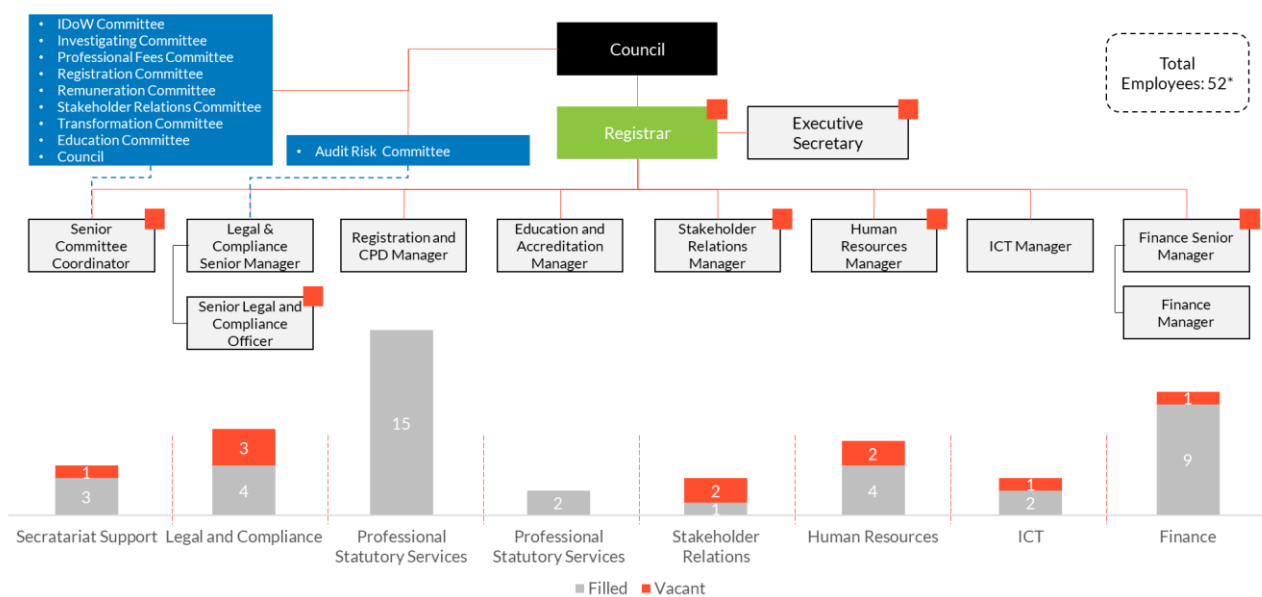 • IDoW Committee
• Investigating Committee
• Professional Fees Committee
• Registration Committee
• Remuneration Committee
• Stakeholder Relations Committee
• Transformation Committee
• Education Committee
• Council
Council
Total
Employees: 52*
• Audit Risk Committee
Registrar
Executive
Secretary
Senior
Committee
Coordinator
Legal &
Compliance
Senior Manager
Registration and
CPD Manager
Education and
Accreditation
Manager
Stakeholder
Relations
Manager
Human
Resources
Manager
ICT Manager
Finance Senior
Manager
Senior Legal and
Compliance
Officer
Finance
Manager
1
3
3
4
15
2
2
1
2
4
1
2
1
9
Secratariat Support
Legal and Compliance
Professional
Statutory Services
Professional
Statutory Services
Stakeholder
Relations
Human Resources
ICT
Finance
Filled
Vacant